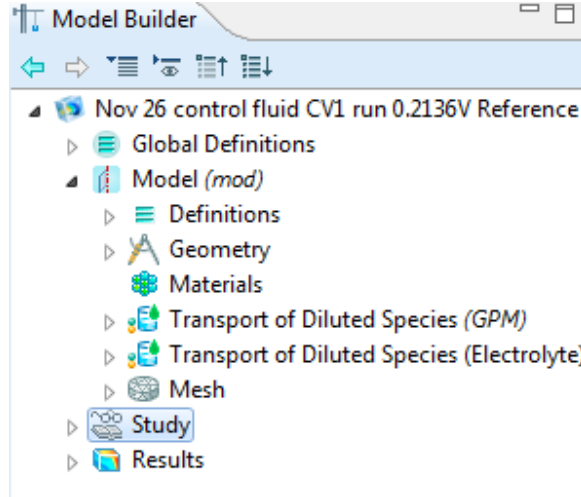 Model Builder
Nov 26 control fluid CV1 run 0.2136V Reference
Global Definitions
Model (mod)
Definitions
Geometry
Materials
Transport of Diluted Species (GPM)
Transport of Diluted Species (Electrolyte)
Mesh
Study
Results